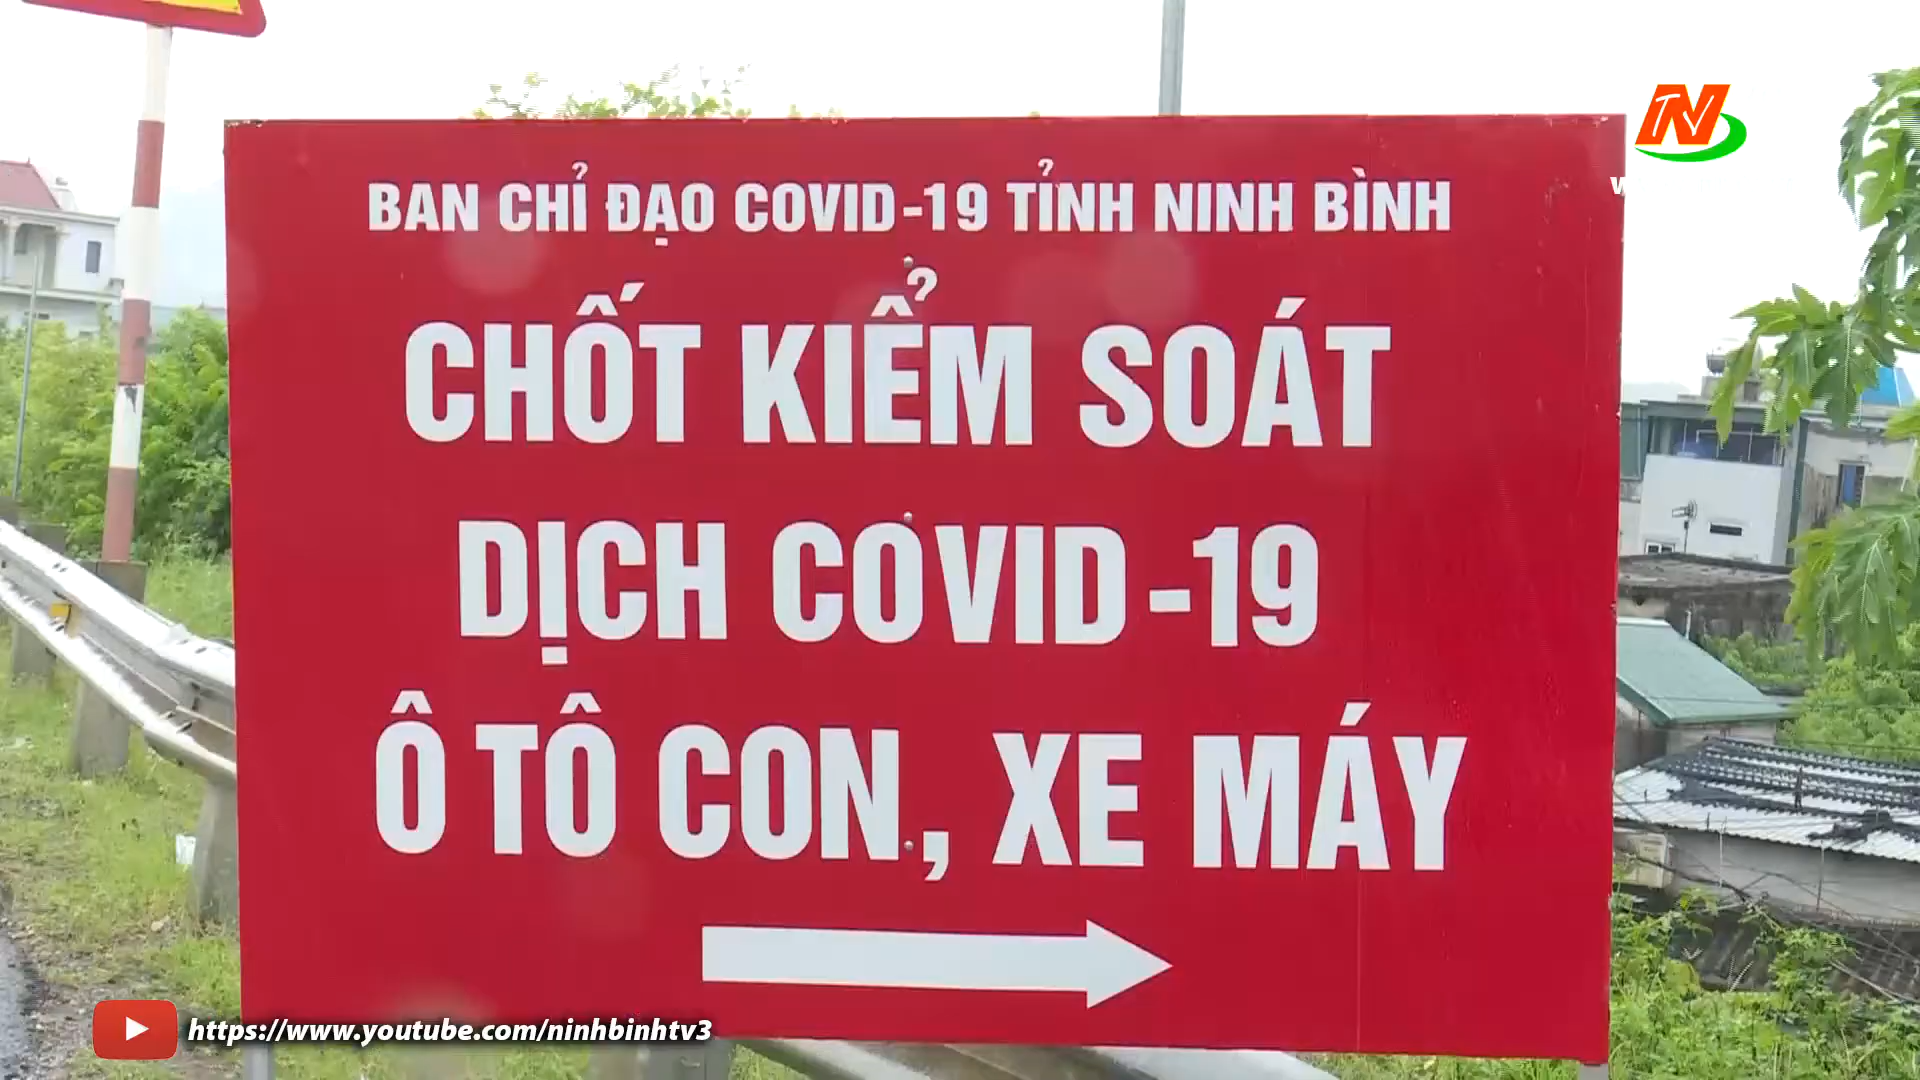 BAN CHỈ ĐẠO COVID-19 TỈNH NINH BÌNH
CHỐT KIỂM SOÁT
DỊCH COVID-19
Ô TÔ CON, XE MÁY
https://www.youtube.com/ninhbinhtv3